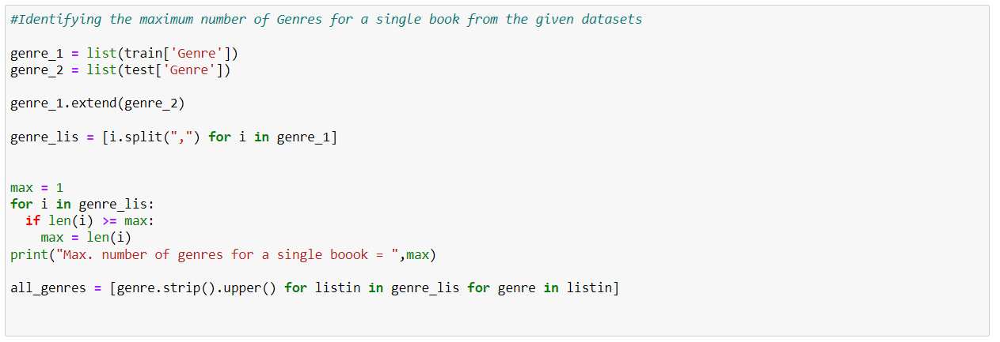 #Identifying the maximum number of Genres for a single book from the given datasets
genre_1 = list(train['Genre'])
genre_2 = list(test['Genre'])
genre_1.extend(genre_2)
genre_lis = [i.split(",") for i in genre_1]
max = 1
for i in genre_lis:
  if len(i) >= max:
    max = len(i)
print("Max. number of genres for a single boook = ",max)
all_genres = [genre.strip().upper() for listin in genre_lis for genre in listin]